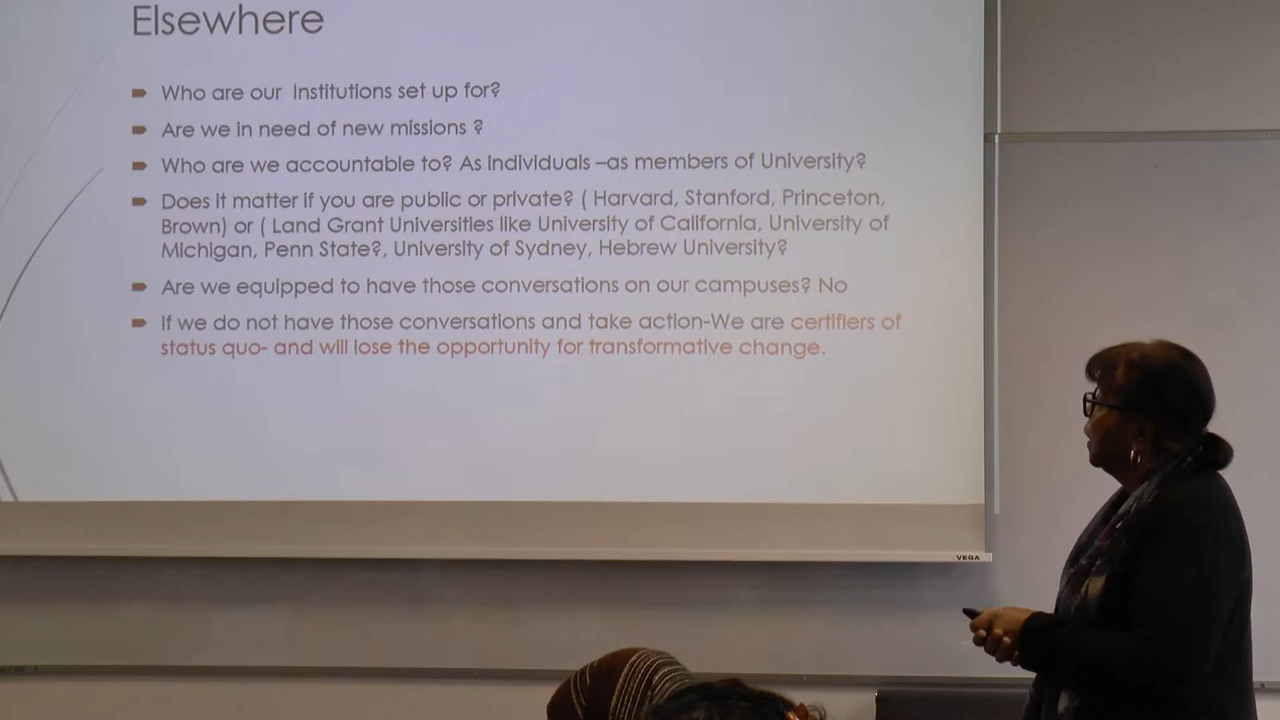 Elsewhere
Who are our Institutions set up for?
Are we in need of new missions ?
Who are we accountable to? As Individuals –as members of University?
Does it matter if you are public or private? ( Harvard, Stanford, Princeton,
Brown) or ( Land Grant Universities like University of California, University of
Michigan, Penn State?, University of Sydney, Hebrew University?
Are we equipped to have those conversations on our campuses? No
If we do not have those conversations and take action-We are certifiers of
status quo- and will lose the opportunity for transformative change.
VEGA